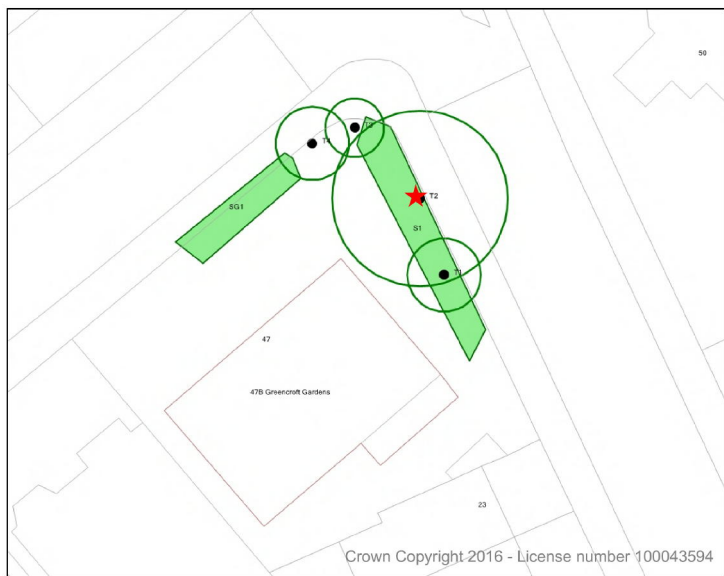 50
T3
T4
SG1
T2
S1
T1
47
47B Greencroft Gardens
23
Crown Copyright 2016 - License number 100043594